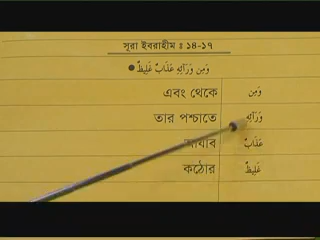 সূরা ইবরাহীম ঃ ১৪-১৭
وَمِن وَرَآئِهِ عَذَابٌ غَلِيظٌ
এবং থেকে وَمِن
তার পশ্চাতে وَرَآئِهِ
আযাব عَذَابٌ
কঠোর غَلِيظٌ